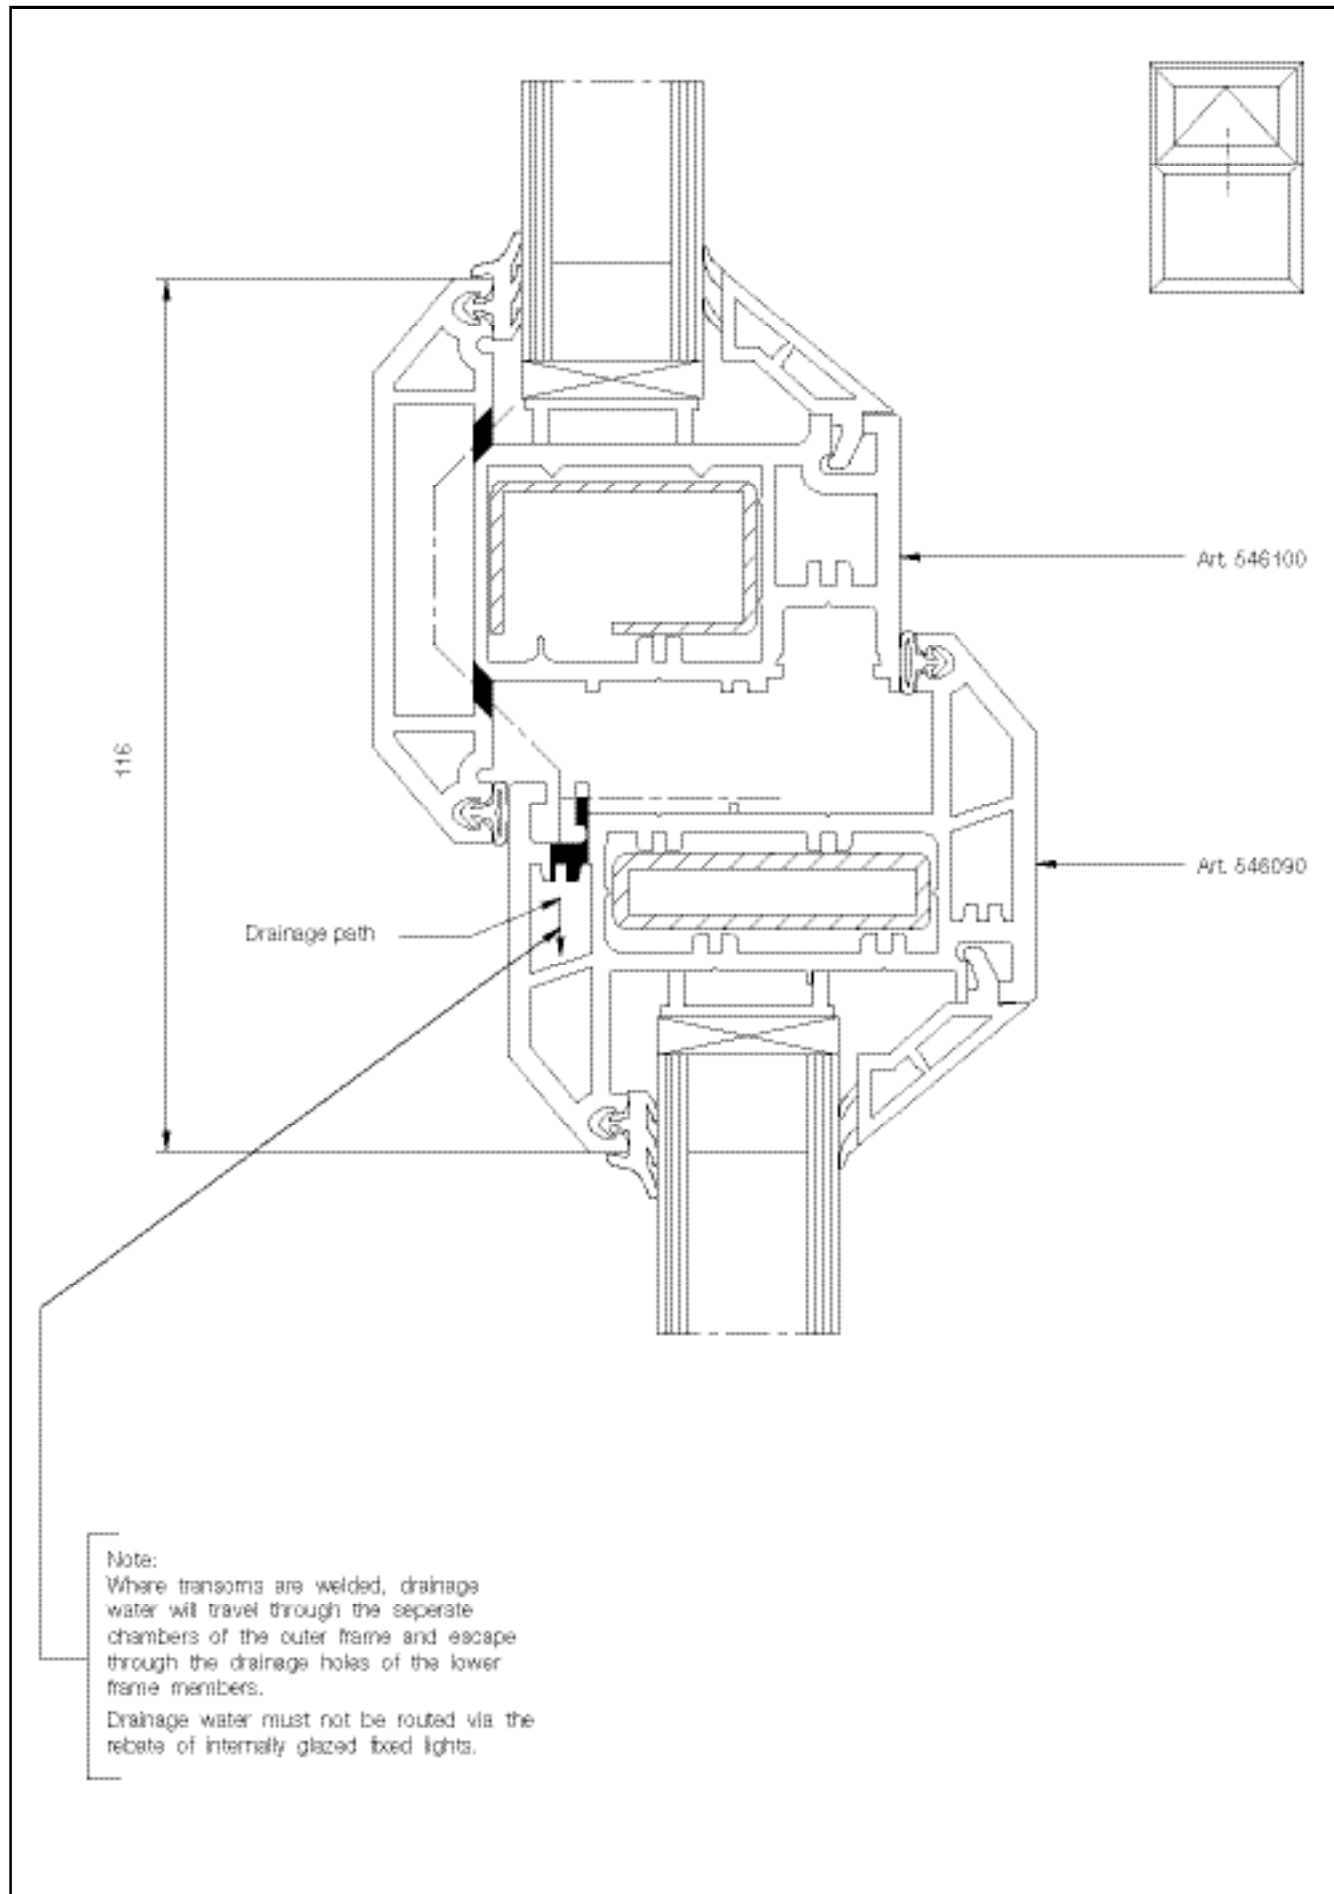 Art. 546100
116
Art. 546090
Drainage path
Note:
Where transoms are welded, drainage
water will travel through the seperate
chambers of the outer frame and escape
through the drainage holes of the lower
frame members.
Drainage water must not be routed via the
rebate of internally glazed fixed lights.